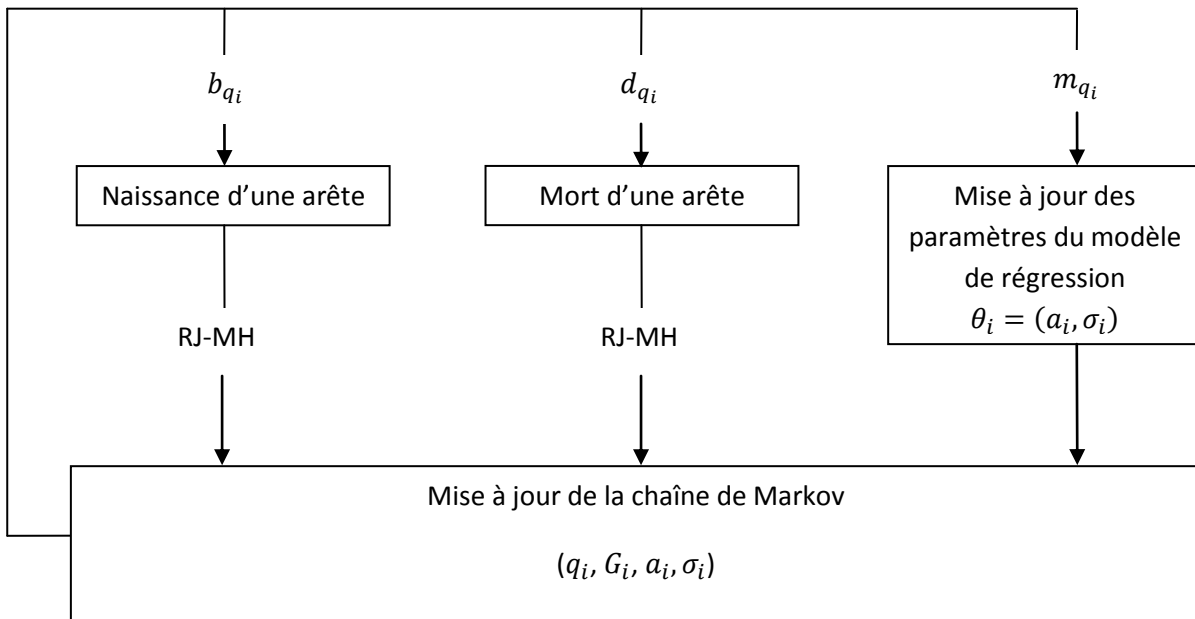 b_{q_i}
d_{q_i}
m_{q_i}
Naissance d’une arête
Mort d’une arête
Mise à jour des
paramètres du modèle
de régression
θ_i = (a_i, σ_i)
RJ-MH
RJ-MH
Mise à jour de la chaîne de Markov
(q_i, G_i, a_i, σ_i)